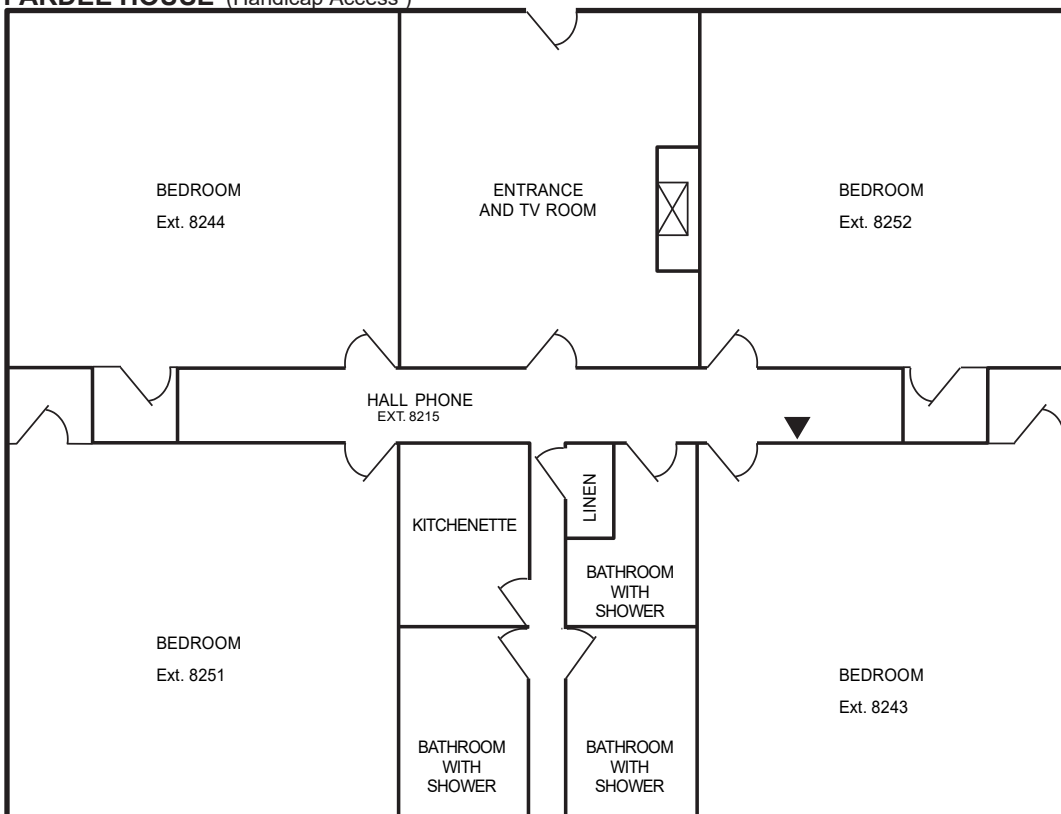 PARDEE HOUSE (Handicap Access )
BEDROOM
Ext. 8244
ENTRANCE
AND TV ROOM
BEDROOM
Ext. 8252
HALL PHONE
EXT. 8215
KITCHENETTE
LINEN
BATHROOM
WITH
SHOWER
BEDROOM
Ext. 8251
BEDROOM
Ext. 8243
BATHROOM
WITH
SHOWER
BATHROOM
WITH
SHOWER